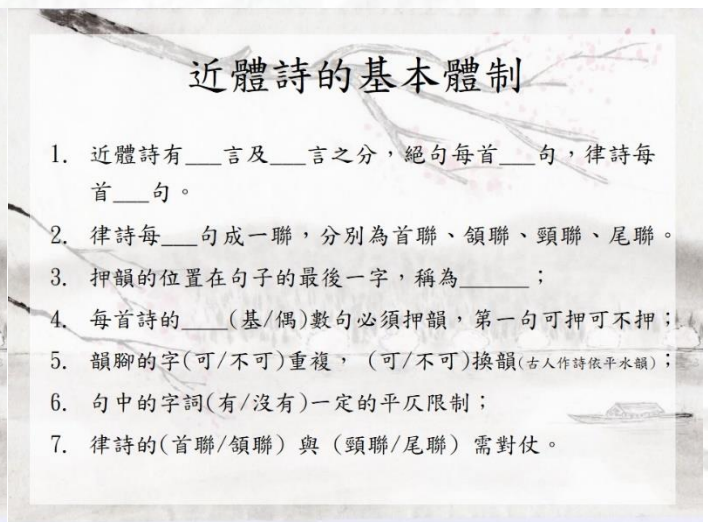 近體詩的基本體制
1. 近體詩有___言及___言之分，絕句每首___句，律詩每
首___句。
2. 律詩每___句成一聯，分別為首聯、頷聯、頸聯、尾聯。
3. 押韻的位置在句子的最後一字，稱為______；
4. 每首詩的____(基/偶)數句必須押韻，第一句可押可不押；
5. 韻腳的字(可/不可)重複， (可/不可)換韻(古人作詩依平水韻)；
6. 句中的字詞(有/沒有)一定的平仄限制；
7. 律詩的(首聯/頷聯) 與 (頸聯/尾聯) 需對仗。